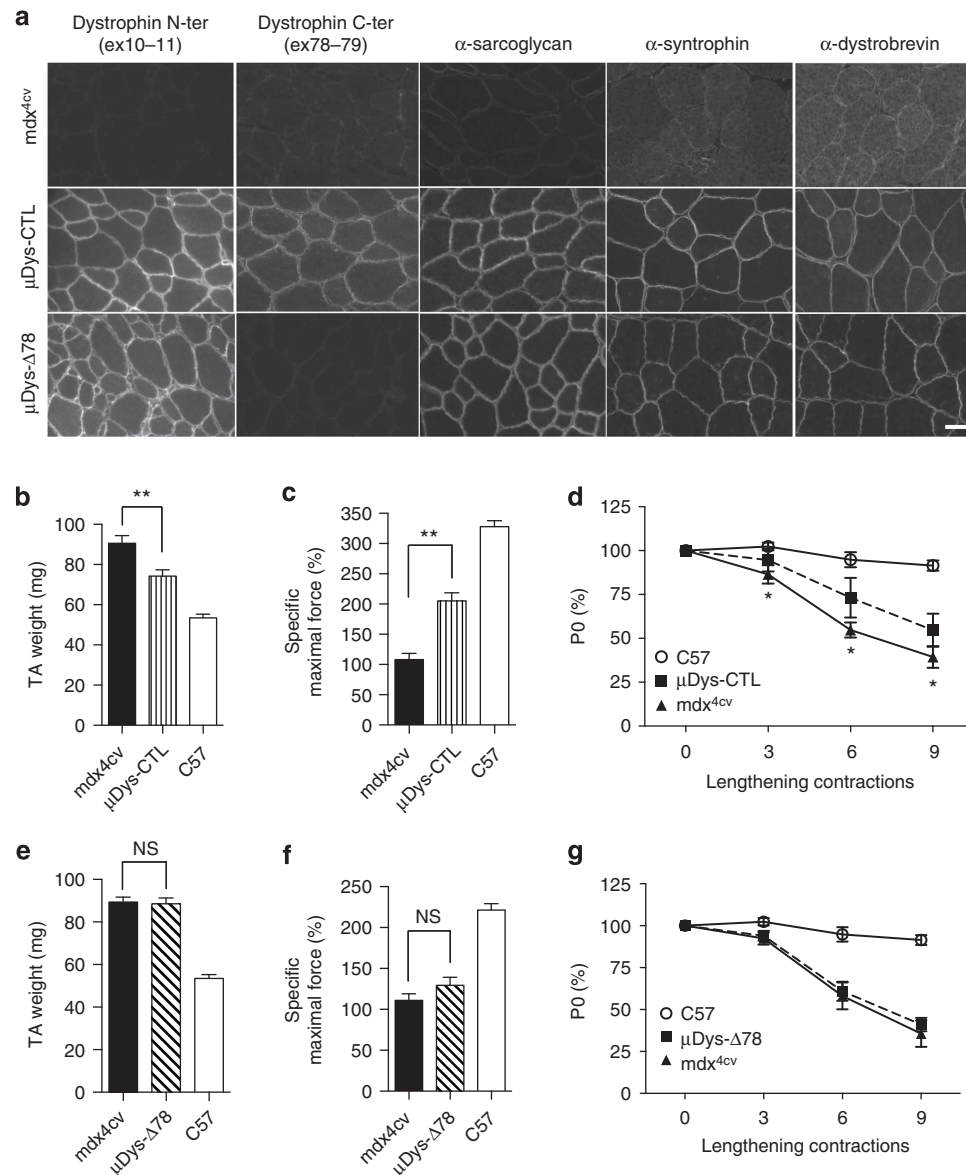 a
Dystrophin N-ter
(ex10–11)
Dystrophin C-ter
(ex78–79)
α-sarcoglycan
α-syntrophin
α-dystrobrevin
mdx4cv
μDys-CTL
μDys-Δ78
b
**
TA weight (mg)
100
80
60
40
20
0
mdx4cv
μDys-CTL
C57
c
**
Specific
maximal force (%)
350
300
250
200
150
100
50
0
mdx4cv
μDys-CTL
C57
d
P0 (%)
125
100
75
50
25
0
*
*
*
C57
μDys-CTL
mdx4cv
0
3
6
9
Lengthening contractions
e
NS
TA weight (mg)
100
80
60
40
20
0
mdx4cv
μDys-Δ78
C57
f
NS
Specific
maximal force (%)
250
200
150
100
50
0
mdx4cv
μDys-Δ78
C57
g
P0 (%)
125
100
75
50
25
0
C57
μDys-Δ78
mdx4cv
0
3
6
9
Lengthening contractions